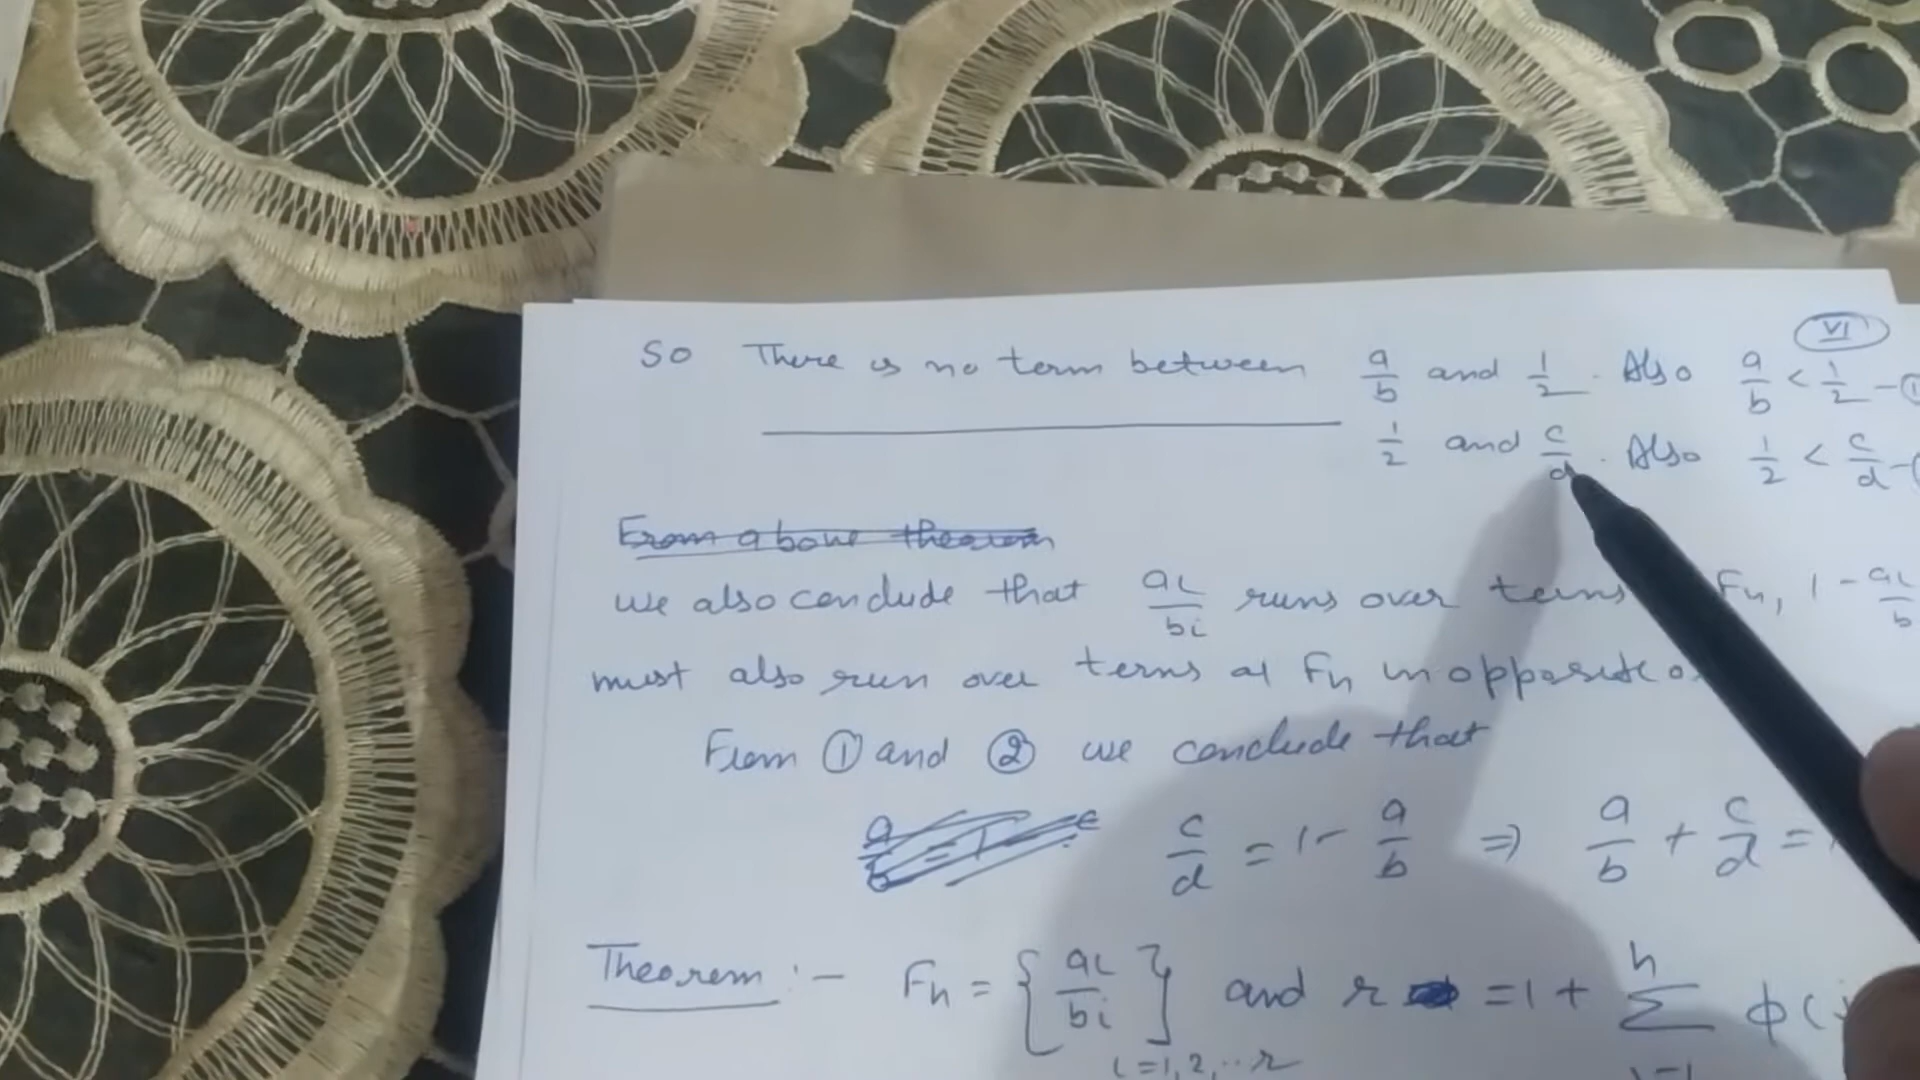 VI
So There is no term between a/b and 1/2. Also a/b < 1/2 - ①
1/2 and c/d. Also 1/2 < c/d -
From above theorem
We also conclude that ai/bi runs over terms Fn, 1 - ai/b
must also run over terms of Fn in opposite
From ① and ② we conclude that
c/d = 1 - a/b ⇒ a/b + c/d =
Theorem :- Fn = { ai/bi } and r = 1 + n Σ φ(j
i=1,2,..r j=1